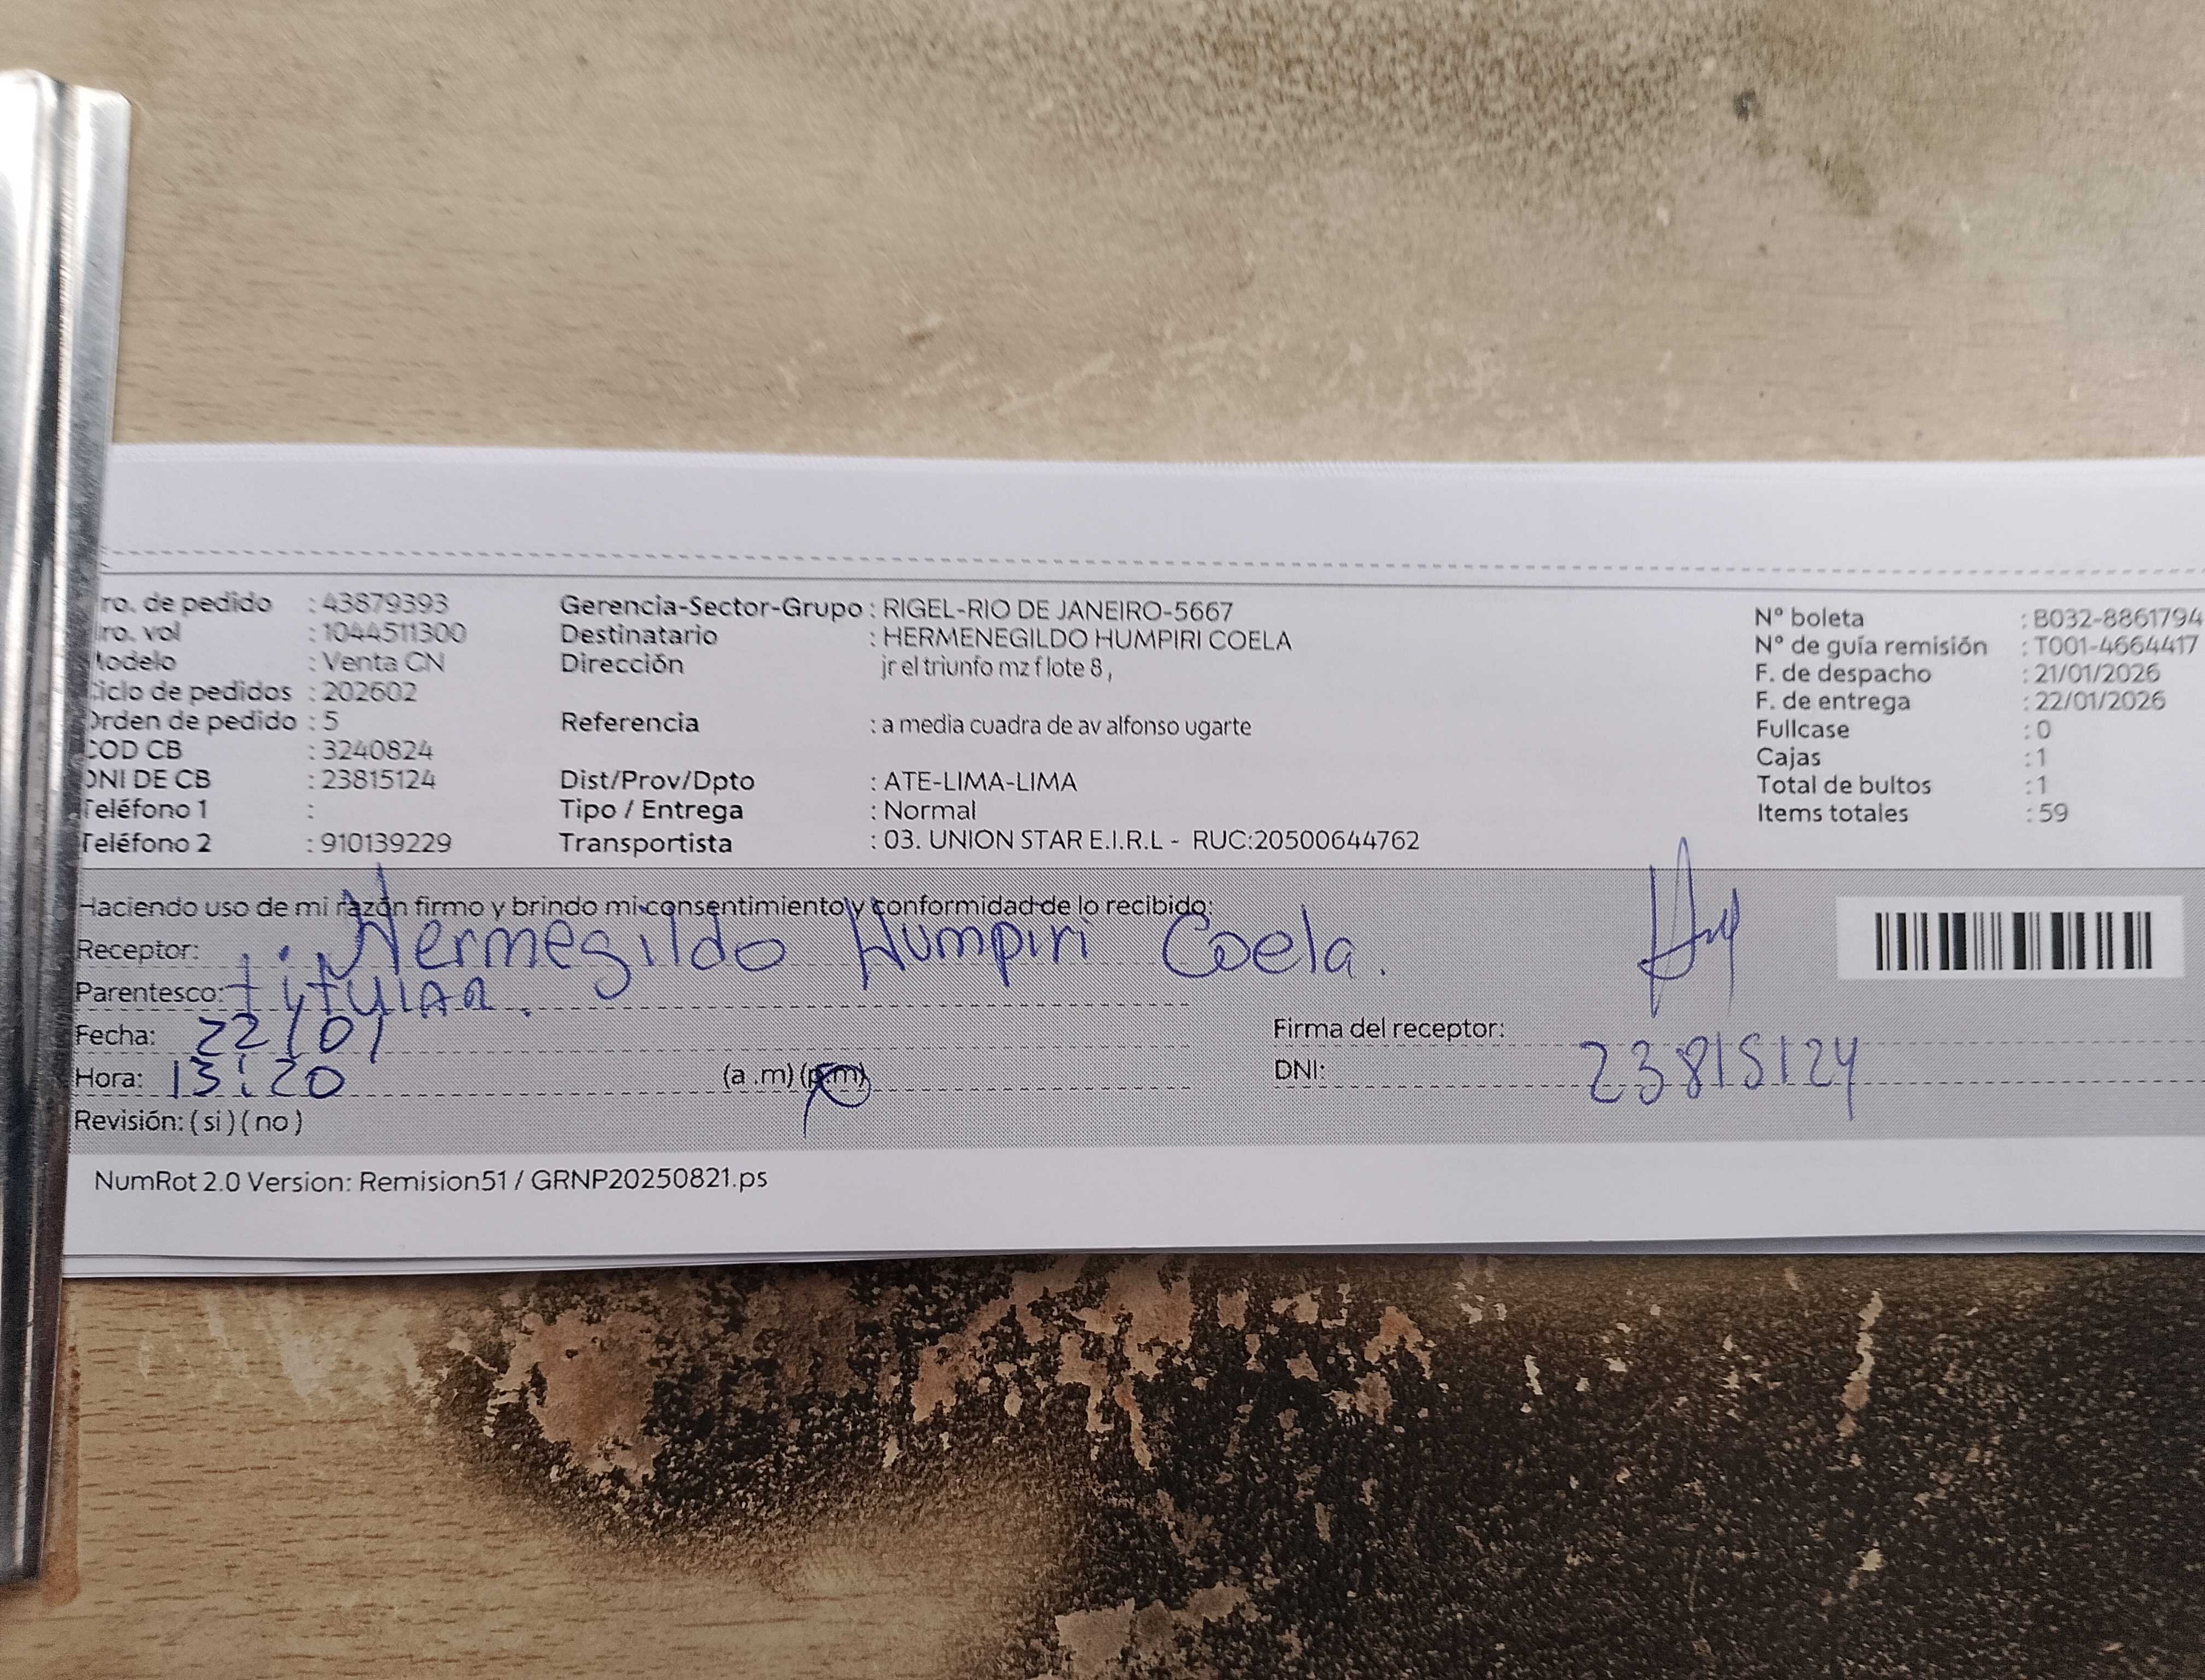 ro. de pedido : 43879393
ro. vol : 1044511300
Modelo : Venta CN
Ciclo de pedidos : 202602
Orden de pedido : 5
COD CB : 3240824
DNI DE CB : 23815124
Teléfono 1 :
Teléfono 2 : 910139229
Gerencia-Sector-Grupo : RIGEL-RIO DE JANEIRO-5667
Destinatario : HERMENEGILDO HUMPIRI COELA
Dirección jr el triunfo mz f lote 8 ,
Referencia : a media cuadra de av alfonso ugarte
Dist/Prov/Dpto : ATE-LIMA-LIMA
Tipo / Entrega : Normal
Transportista : 03. UNION STAR E.I.R.L - RUC:20500644762
Nº boleta : B032-8861794
Nº de guía remisión : T001-4664417
F. de despacho : 21/01/2026
F. de entrega : 22/01/2026
Fullcase : 0
Cajas : 1
Total de bultos : 1
Items totales : 59
Haciendo uso de mi razón firmo y brindo mi consentimiento y conformidad de lo recibido:
Receptor: Hermegildo Humpiri Coela.
Parentesco: titular.
Fecha: 22/01
Hora: 13:20 (a .m) (p.m)
Revisión: ( si ) ( no )
Firma del receptor:
DNI: 23815124
NumRot 2.0 Version: Remision51 / GRNP20250821.ps